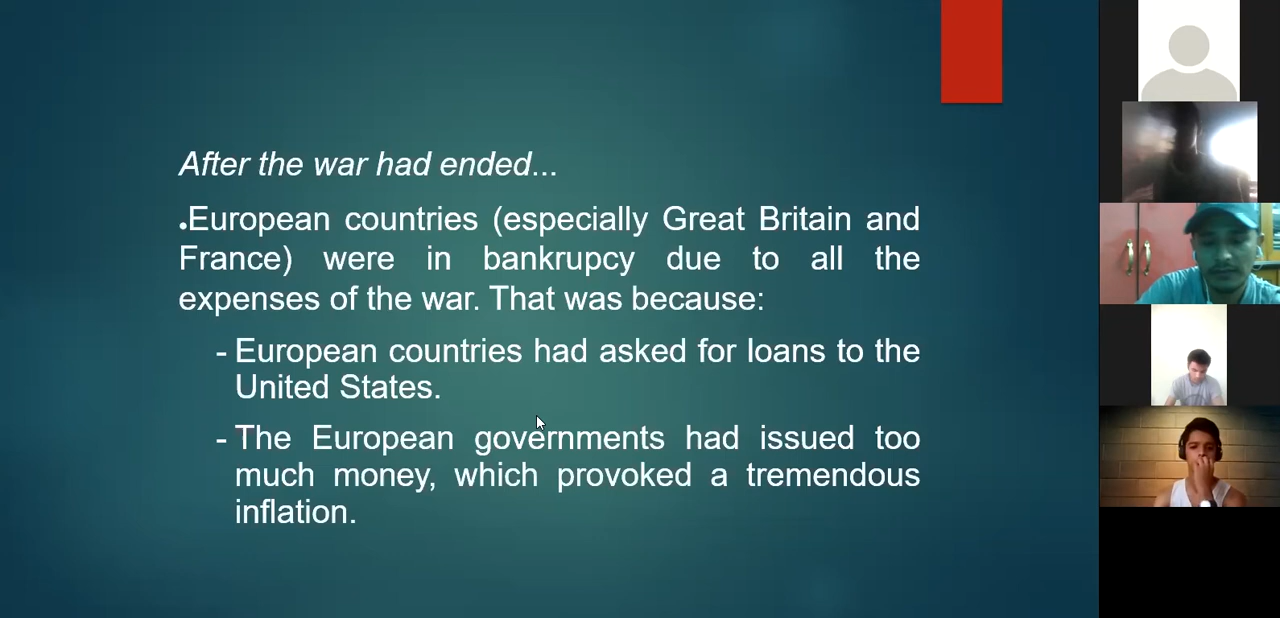 After the war had ended...
.European countries (especially Great Britain and
France) were in bankrupcy due to all the
expenses of the war. That was because:
- European countries had asked for loans to the
United States.
- The European governments had issued too
much money, which provoked a tremendous
inflation.